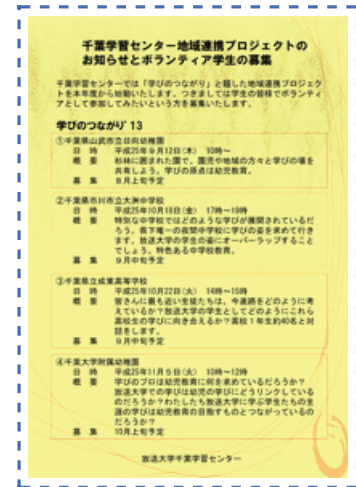 千葉学習センター地域連携プロジェクトの
お知らせとボランティア学生の募集
千葉学習センターでは「学びのつながり」と題した地域連携プロジェク
トを本年度から始動いたします。つきましては学生の皆様でボランティ
アとして参加してみたいという方を募集いたします。
学びのつながり’13
①千葉県山武市立日向幼稚園
日 時 平成25年9月12日(木) 10時~
概 要 杉林に囲まれた園で、園児や地域の方々と学びの場を
共有しよう。学びの原点は幼児教育。
募 集 8月上旬予定
②千葉県市川市立大洲中学校
日 時 平成25年10月18日(金) 17時~19時
概 要 特別な中学校ではどのような学びが展開されているだ
ろう。県下唯一の夜間中学校に学びの姿を求めて行き
ます。放送大学の学生の姿にオーバーラップすること
でしょう。特色ある中学校教育。
募 集 9月中旬予定
③千葉県立成東高等学校
日 時 平成25年10月22日(火) 14時~15時
概 要 皆さんに最も近い生徒たちは、今進路をどのように考
えているか?放送大学の学生としてどのようにこれら
高校生の学びに向き合えるか?高校1年生約40名と対
話をします。
募 集 9月中旬予定
④千葉大学附属幼稚園
日 時 平成25年11月5日(火) 10時~12時
概 要 学びのプロは幼児教育に何を求めているだろうか?
放送大学での学びは幼児の学びにどうリンクしている
のだろうか?わたしたち放送大学に学ぶ学生たちの生
涯の学びは幼児教育の目指すものとつながっているの
だろうか?
募 集 10月上旬予定
放送大学千葉学習センター